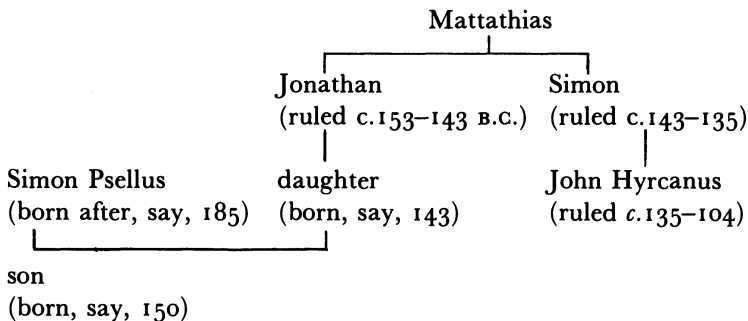 Mattathias
Jonathan Simon
(ruled c.153–143 B.C.) (ruled c.143–135)
Simon Psellus daughter John Hyrcanus
(born after, say, 185) (born, say, 143) (ruled c.135–104)
son
(born, say, 150)